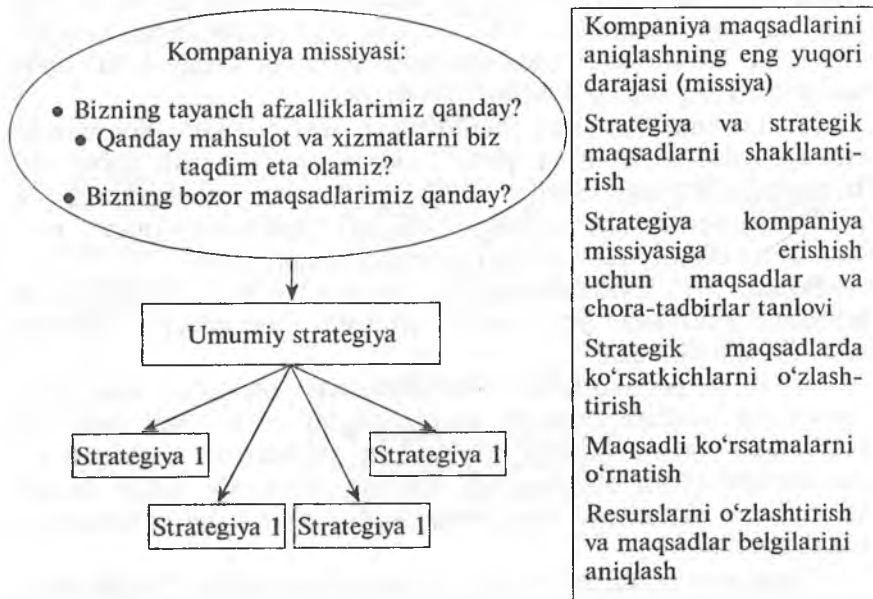 Kompaniya missiyasi:
• Bizning tayanch afzalliklarimiz qanday?
• Qanday mahsulot va xizmatlarni biz
taqdim eta olamiz?
• Bizning bozor maqsadlarimiz qanday?
Umumiy strategiya
Strategiya 1
Strategiya 1
Strategiya 1
Strategiya 1
Kompaniya maqsadlarini
aniqlashning eng yuqori
darajasi (missiya)
Strategiya va strategik
maqsadlarni shakllanti-
rish
Strategiya kompaniya
missiyasiga erishish
uchun maqsadlar va
chora-tadbirlar tanlovi
Strategik maqsadlarda
ko‘rsatkichlarni o‘zlash-
tirish
Maqsadli ko‘rsatmalarni
o‘rnatish
Resurslarni o‘zlashtirish
va maqsadlar belgilarini
aniqlash